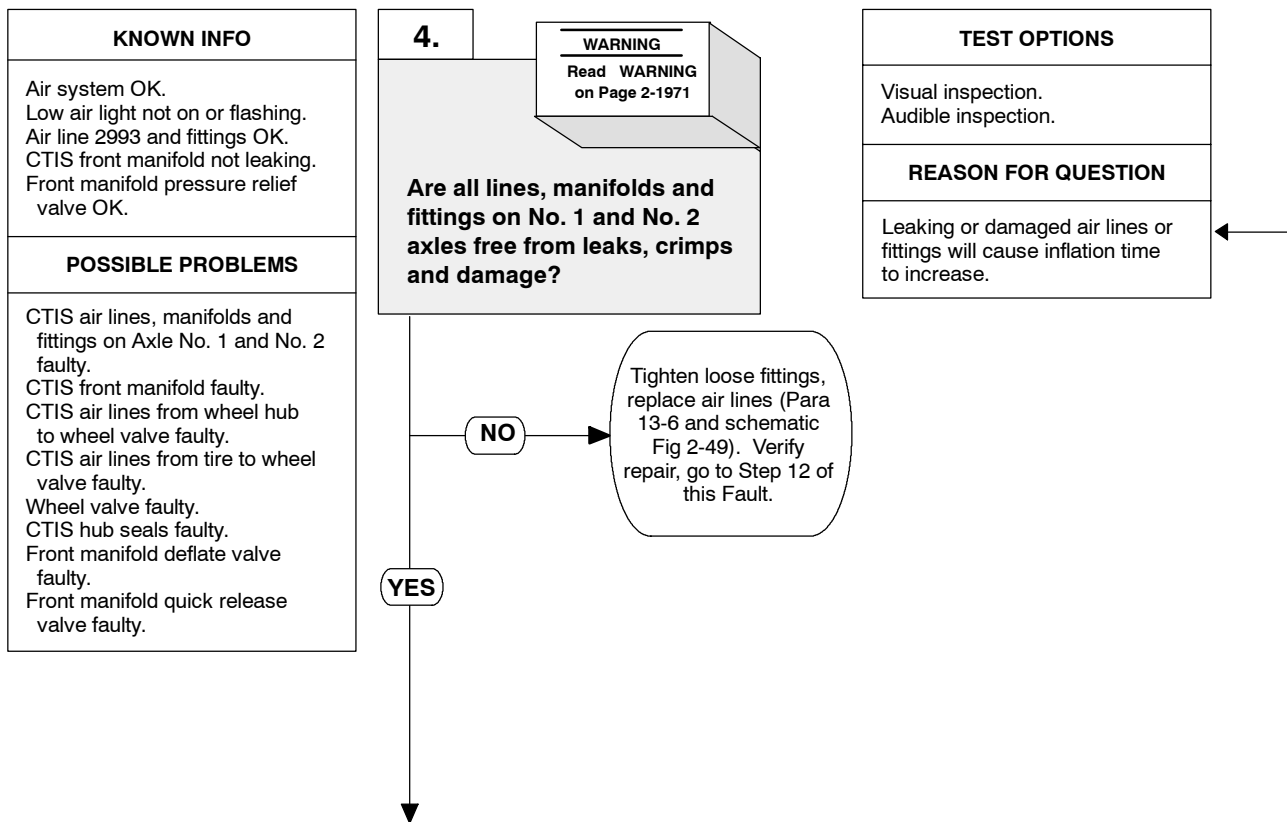 KNOWN INFO
Air system OK.
Low air light not on or flashing.
Air line 2993 and fittings OK.
CTIS front manifold not leaking.
Front manifold pressure relief
valve OK.
POSSIBLE PROBLEMS
CTIS air lines, manifolds and
fittings on Axle No. 1 and No. 2
faulty.
CTIS front manifold faulty.
CTIS air lines from wheel hub
to wheel valve faulty.
CTIS air lines from tire to wheel
valve faulty.
Wheel valve faulty.
CTIS hub seals faulty.
Front manifold deflate valve
faulty.
Front manifold quick release
valve faulty.
4.
WARNING
Read WARNING
on Page 2-1971
Are all lines, manifolds and
fittings on No. 1 and No. 2
axles free from leaks, crimps
and damage?
NO
Tighten loose fittings,
replace air lines (Para
13-6 and schematic
Fig 2-49). Verify
repair, go to Step 12 of
this Fault.
YES
TEST OPTIONS
Visual inspection.
Audible inspection.
REASON FOR QUESTION
Leaking or damaged air lines or
fittings will cause inflation time
to increase.